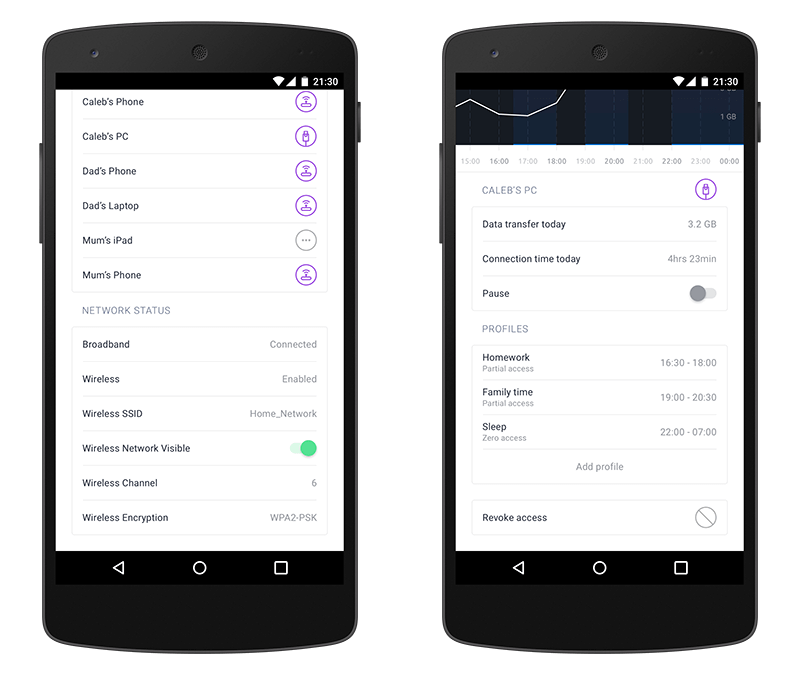 21:30
Caleb's Phone
Caleb's PC
Dad's Phone
Dad's Laptop
Mum's iPad
Mum's Phone
NETWORK STATUS
Broadband Connected
Wireless Enabled
Wireless SSID Home_Network
Wireless Network Visible
Wireless Channel 6
Wireless Encryption WPA2-PSK
21:30
1 GB
15:00 16:00 17:00 18:00 19:00 20:00 21:00 22:00 23:00 00:00
CALEB'S PC
Data transfer today 3.2 GB
Connection time today 4hrs 23min
Pause
PROFILES
Homework 16:30 - 18:00
Partial access
Family time 19:00 - 20:30
Partial access
Sleep 22:00 - 07:00
Zero access
Add profile
Revoke access